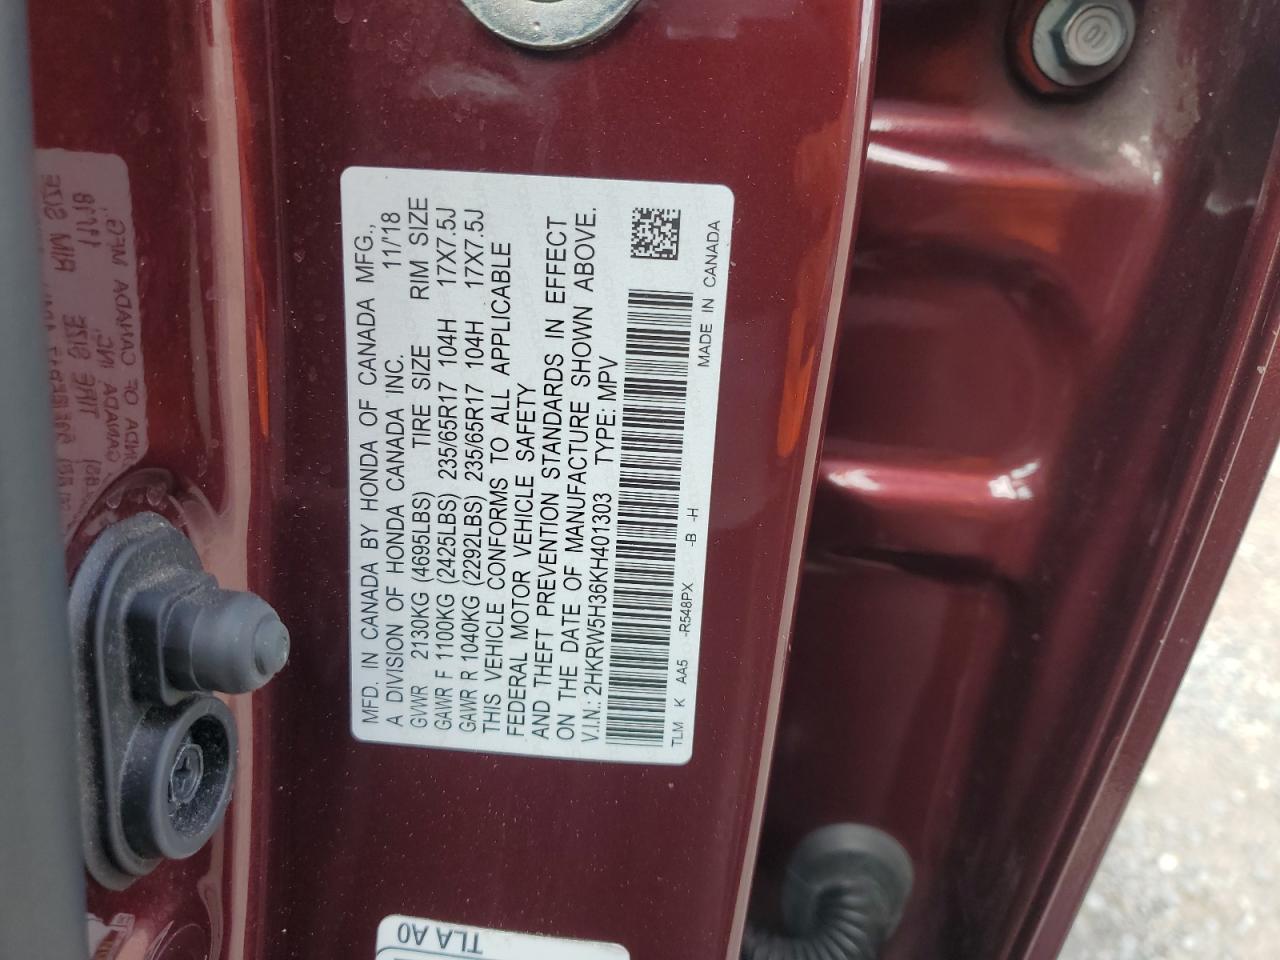 MFD. IN CANADA BY HONDA OF CANADA MFG.,
A DIVISION OF HONDA CANADA INC. 11/'18
GVWR 2130KG (4695LBS) TIRE SIZE RIM SIZE
GAWR F 1100KG (2425LBS) 235/65R17 104H 17X7.5J
GAWR R 1040KG (2292LBS) 235/65R17 104H 17X7.5J
THIS VEHICLE CONFORMS TO ALL APPLICABLE
FEDERAL MOTOR VEHICLE SAFETY
AND THEFT PREVENTION STANDARDS IN EFFECT
ON THE DATE OF MANUFACTURE SHOWN ABOVE.
V.I.N.: 2HKRW5H36KH401303 TYPE: MPV
TLM K AA5 -R548PX -B -H MADE IN CANADA
TLA A0